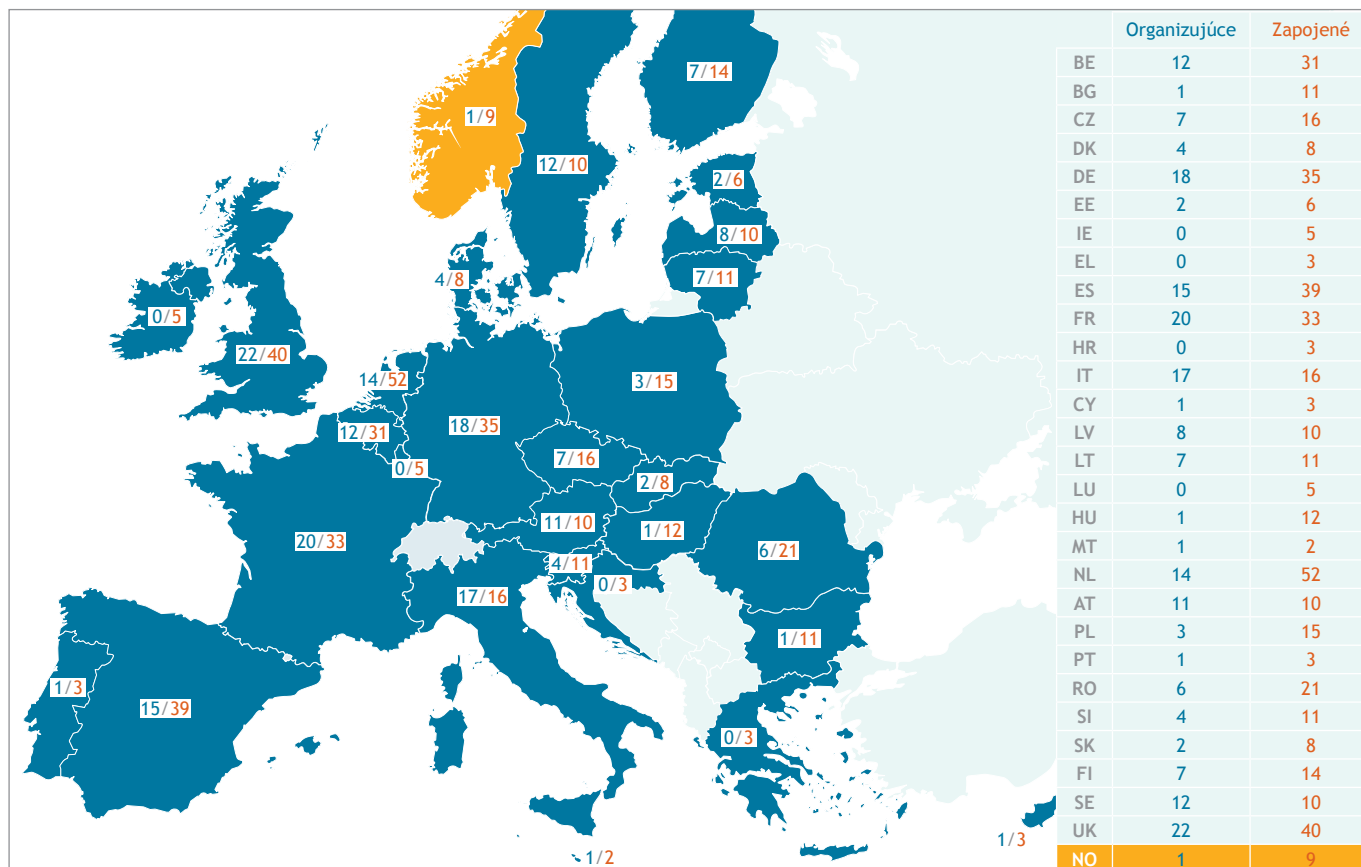 7/14
1/9
12/10
2/6
8/10
4/8
7/11
0/5
22/40
14/52
3/15
12/31
18/35
7/16
0/5
2/8
11/10
1/12
20/33
6/21
4/11
0/3
17/16
1/11
1/3
15/39
0/3
1/3
1/2
Organizujúce Zapojené
BE 12 31
BG 1 11
CZ 7 16
DK 4 8
DE 18 35
EE 2 6
IE 0 5
EL 0 3
ES 15 39
FR 20 33
HR 0 3
IT 17 16
CY 1 3
LV 8 10
LT 7 11
LU 0 5
HU 1 12
MT 1 2
NL 14 52
AT 11 10
PL 3 15
PT 1 3
RO 6 21
SI 4 11
SK 2 8
FI 7 14
SE 12 10
UK 22 40
NO 1 9